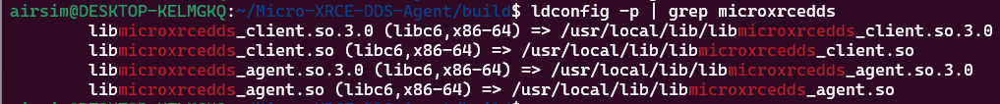 airsim@DESKTOP-KELMGKQ:~/Micro-XRCE-DDS-Agent/build$ ldconfig -p | grep microxrcedds
libmicroxrcedds_client.so.3.0 (libc6,x86-64) => /usr/local/lib/libmicroxrcedds_client.so.3.0
libmicroxrcedds_client.so (libc6,x86-64) => /usr/local/lib/libmicroxrcedds_client.so
libmicroxrcedds_agent.so.3.0 (libc6,x86-64) => /usr/local/lib/libmicroxrcedds_agent.so.3.0
libmicroxrcedds_agent.so (libc6,x86-64) => /usr/local/lib/libmicroxrcedds_agent.so